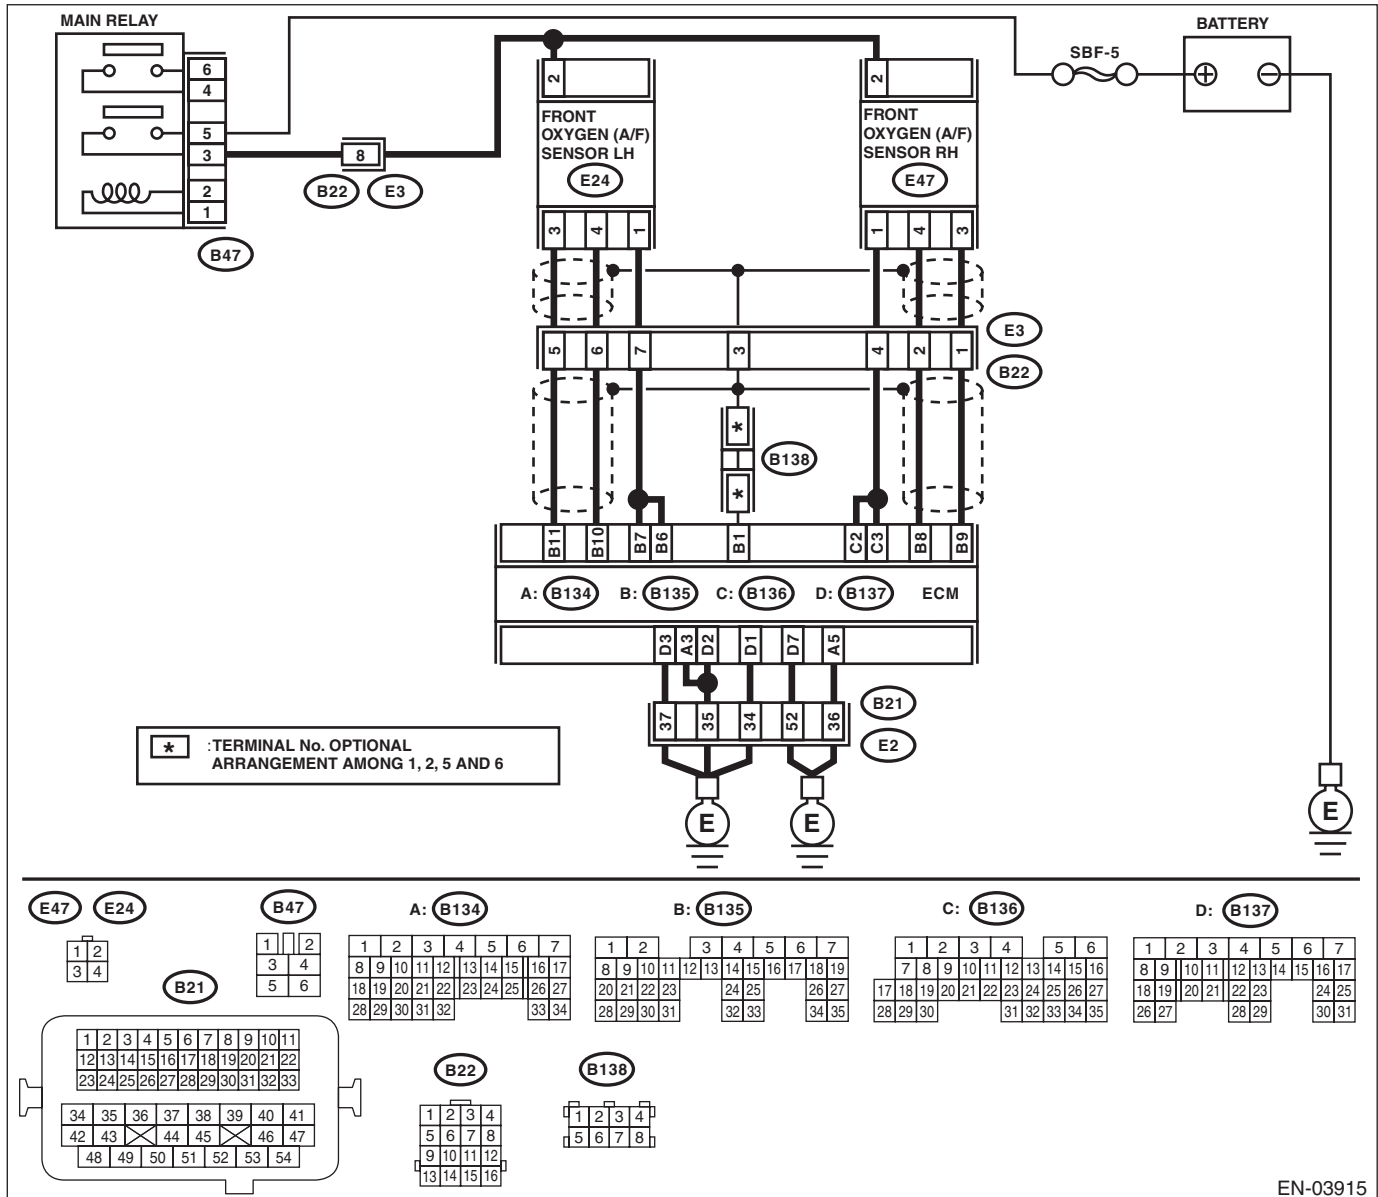 MAIN RELAY
BATTERY
SBF-5
6
4
5
3
2
1
B47
8
B22 E3
2
FRONT
OXYGEN (A/F)
SENSOR LH
E24
3 4 1
2
FRONT
OXYGEN (A/F)
SENSOR RH
E47
1 4 3
5 6 7 3 4 2 1
E3
B22
*
B138
*
B11 B10 B7 B6 B1 C2 C3 B8 B9
A: B134 B: B135 C: B136 D: B137 ECM
D3 A3 D2 D1 D7 A5
37 35 34 52 36
B21
E2
* :TERMINAL No. OPTIONAL
ARRANGEMENT AMONG 1, 2, 5 AND 6
E E E
E47 E24
1 2
3 4
B47
1 2
3 4
5 6
A: B134
1 2 3 4 5 6 7
8 9 10 11 12 13 14 15 16 17
18 19 20 21 22 23 24 25 26 27
28 29 30 31 32 33 34
B: B135
1 2 3 4 5 6 7
8 9 10 11 12 13 14 15 16 17 18 19
20 21 22 23 24 25 26 27
28 29 30 31 32 33 34 35
C: B136
1 2 3 4 5 6
7 8 9 10 11 12 13 14 15 16
17 18 19 20 21 22 23 24 25 26 27
28 29 30 31 32 33 34 35
D: B137
1 2 3 4 5 6 7
8 9 10 11 12 13 14 15 16 17
18 19 20 21 22 23 24 25
26 27 28 29 30 31
B21
1 2 3 4 5 6 7 8 9 10 11
12 13 14 15 16 17 18 19 20 21 22
23 24 25 26 27 28 29 30 31 32 33
34 35 36 37 38 39 40 41
42 43 44 45 46 47
48 49 50 51 52 53 54
B22
1 2 3 4
5 6 7 8
9 10 11 12
13 14 15 16
B138
1 2 3 4
5 6 7 8
EN-03915